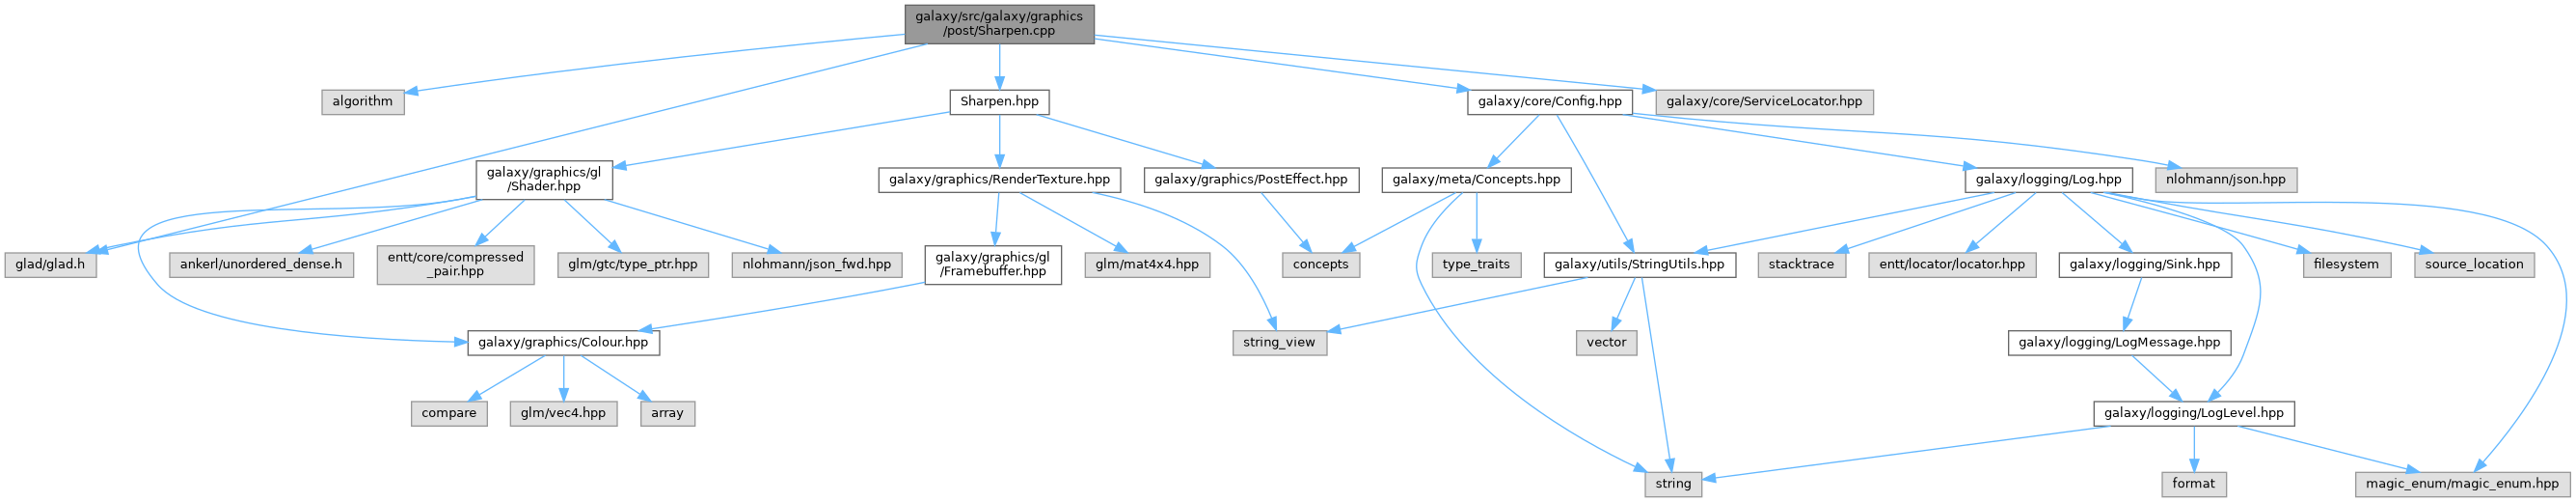 galaxy/src/galaxy/graphics
/post/Sharpen.cpp
algorithm
Sharpen.hpp
galaxy/core/Config.hpp
galaxy/core/ServiceLocator.hpp
galaxy/graphics/gl
/Shader.hpp
galaxy/graphics/RenderTexture.hpp
galaxy/graphics/PostEffect.hpp
galaxy/meta/Concepts.hpp
galaxy/logging/Log.hpp
nlohmann/json.hpp
glad/glad.h
ankerl/unordered_dense.h
entt/core/compressed
_pair.hpp
glm/gtc/type_ptr.hpp
nlohmann/json_fwd.hpp
galaxy/graphics/gl
/Framebuffer.hpp
glm/mat4x4.hpp
concepts
type_traits
galaxy/utils/StringUtils.hpp
stacktrace
entt/locator/locator.hpp
galaxy/logging/Sink.hpp
filesystem
source_location
galaxy/graphics/Colour.hpp
string_view
vector
galaxy/logging/LogMessage.hpp
compare
glm/vec4.hpp
array
galaxy/logging/LogLevel.hpp
string
format
magic_enum/magic_enum.hpp